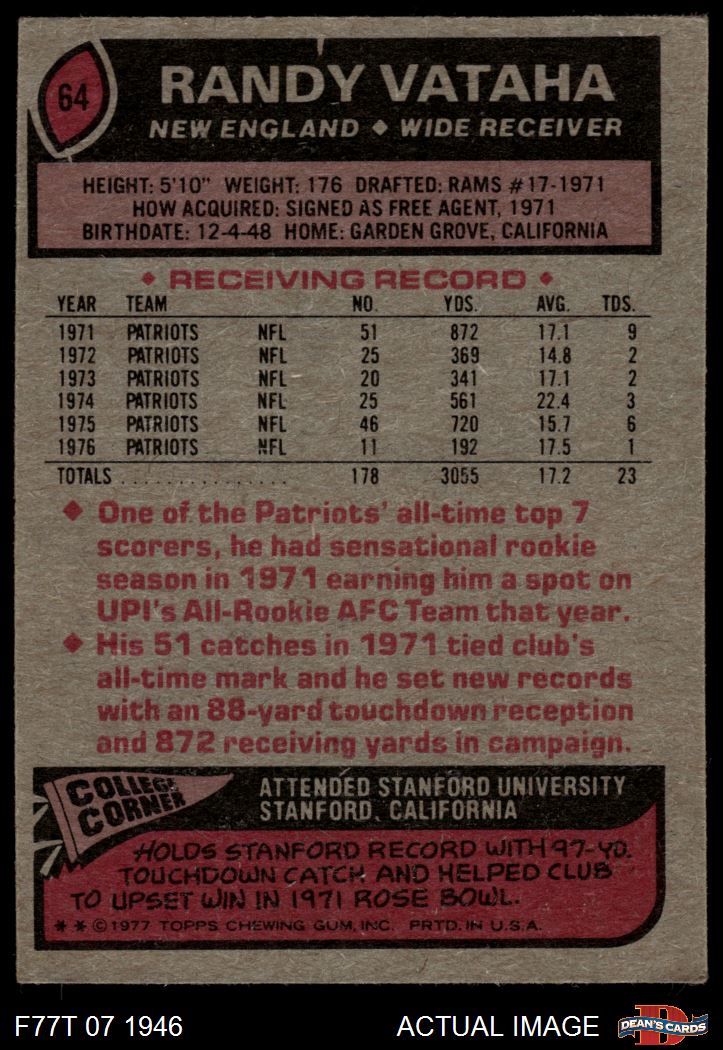 64
RANDY VATAHA
NEW ENGLAND ♦ WIDE RECEIVER
HEIGHT: 5'10" WEIGHT: 176 DRAFTED: RAMS #17-1971
HOW ACQUIRED: SIGNED AS FREE AGENT, 1971
BIRTHDATE: 12-4-48 HOME: GARDEN GROVE, CALIFORNIA
♦ RECEIVING RECORD ♦
YEAR TEAM NO. YDS. AVG. TDS.
1971 PATRIOTS NFL 51 872 17.1 9
1972 PATRIOTS NFL 25 369 14.8 2
1973 PATRIOTS NFL 20 341 17.1 2
1974 PATRIOTS NFL 25 561 22.4 3
1975 PATRIOTS NFL 46 720 15.7 6
1976 PATRIOTS NFL 11 192 17.5 1
TOTALS . . . . . . . . . . . . . . . 178 3055 17.2 23
♦ One of the Patriots' all-time top 7
scorers, he had sensational rookie
season in 1971 earning him a spot on
UPI's All-Rookie AFC Team that year.
♦ His 51 catches in 1971 tied club's
all-time mark and he set new records
with an 88-yard touchdown reception
and 872 receiving yards in campaign.
COLLEGE
CORNER
ATTENDED STANFORD UNIVERSITY
STANFORD, CALIFORNIA
HOLDS STANFORD RECORD WITH 97-YD.
TOUCHDOWN CATCH AND HELPED CLUB
TO UPSET WIN IN 1971 ROSE BOWL.
* * © 1977 TOPPS CHEWING GUM, INC. PRTD. IN U.S.A.
F77T 07 1946
ACTUAL IMAGE
D
DEAN'S CARDS